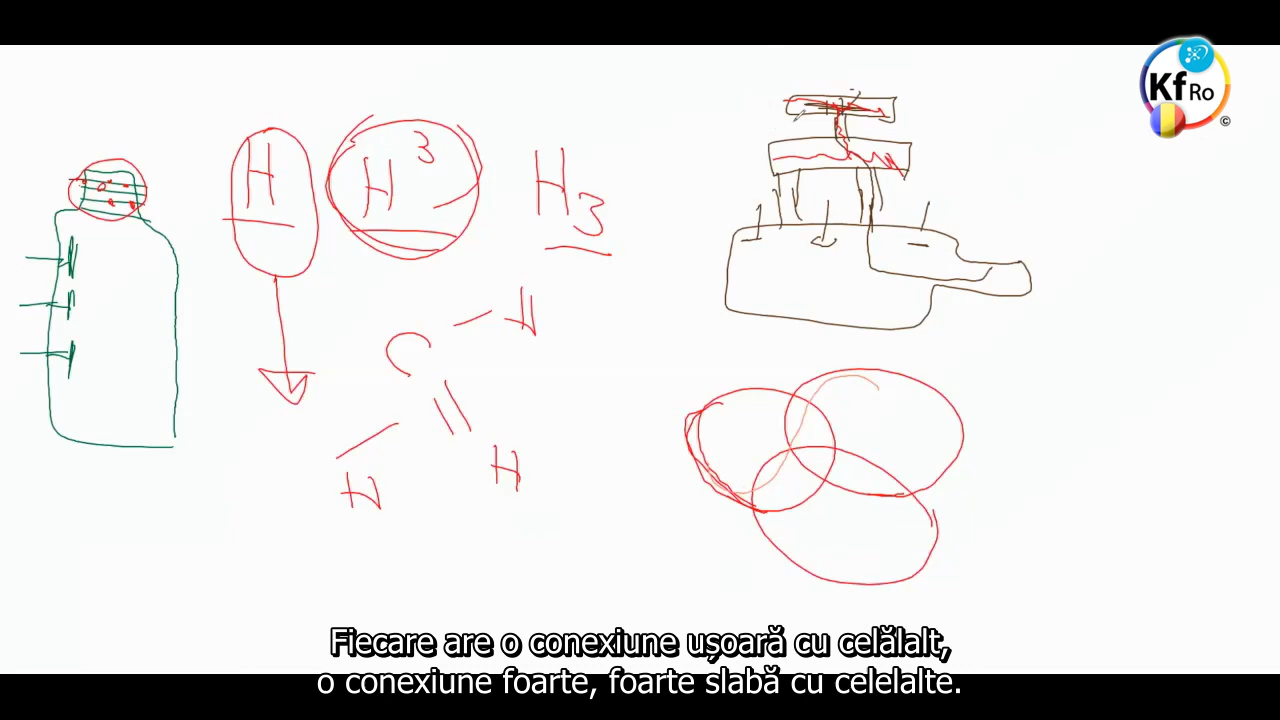 Kf Ro
©
H H³ H₃
C H
H H
Fiecare are o conexiune ușoară cu celălalt,
o conexiune foarte, foarte slabă cu celelalte.